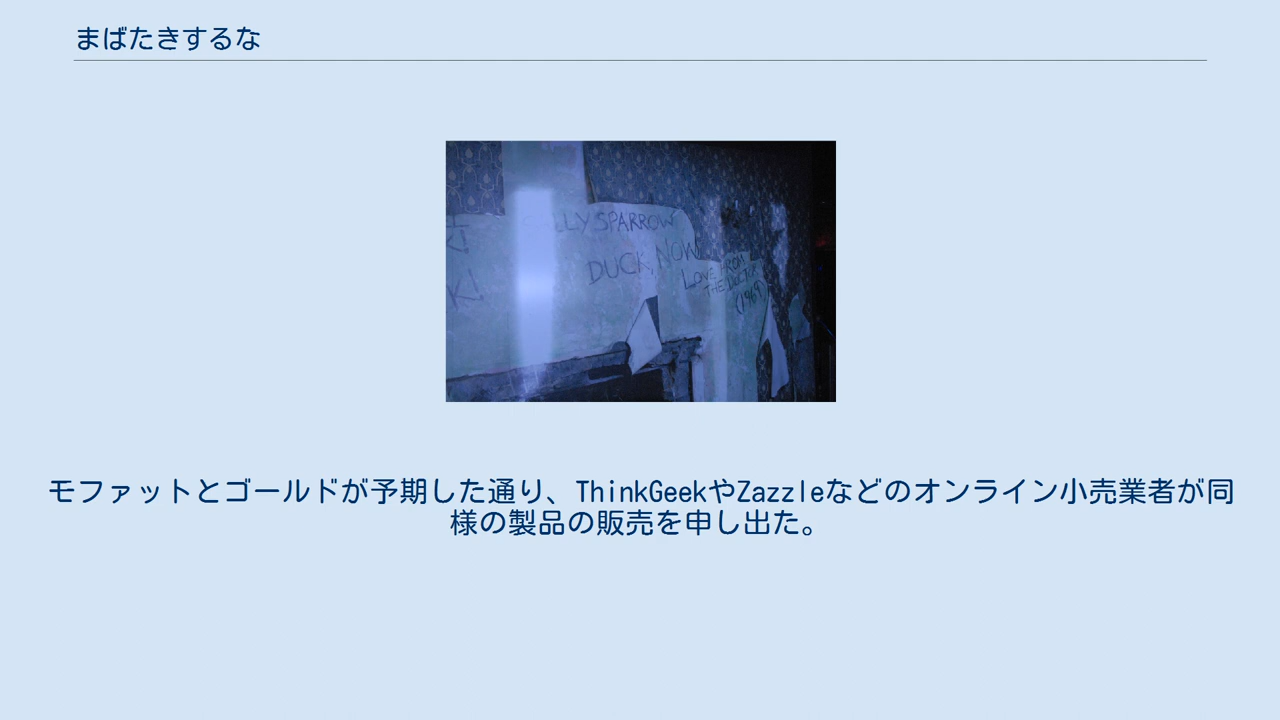 まばたきするな
LLY SPARROW
K!
DUCK, NOW
K!
LOVE FROM
THE DOCTOR
(1969)
モファットとゴールドが予期した通り、ThinkGeekやZazzleなどのオンライン小売業者が同
様の製品の販売を申し出た。